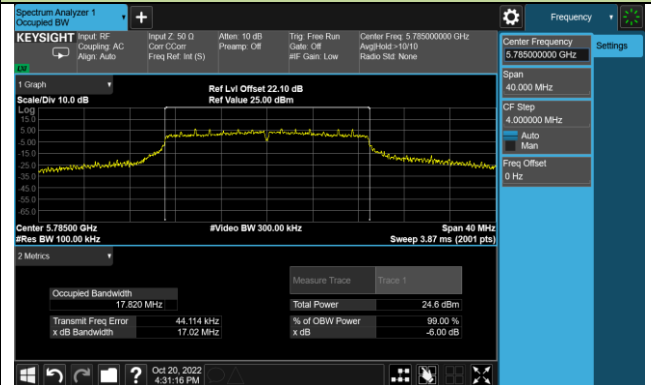 Spectrum Analyzer 1
Occupied BW
Frequency
KEYSIGHT
Input: RF
Coupling: AC
Align: Auto
Input Z: 50 Ω
Corr CCorr
Freq Ref: Int (S)
Atten: 10 dB
Preamp: Off
Trig: Free Run
Gate: Off
#IF Gain: Low
Center Freq: 5.785000000 GHz
Avg|Hold:>10/10
Radio Std: None
Center Frequency
5.785000000 GHz
Settings
Span
40.000 MHz
CF Step
4.000000 MHz
Auto
Man
Freq Offset
0 Hz
1 Graph
Scale/Div 10.0 dB
Ref Lvl Offset 22.10 dB
Ref Value 25.00 dBm
Log
15.0
5.00
-5.00
-15.0
-25.0
-35.0
-45.0
-55.0
-65.0
Center 5.78500 GHz
#Res BW 100.00 kHz
#Video BW 300.00 kHz
Span 40 MHz
Sweep 3.87 ms (2001 pts)
2 Metrics
Measure Trace
Trace 1
Occupied Bandwidth
17.820 MHz
Total Power
24.6 dBm
Transmit Freq Error
44.114 kHz
% of OBW Power
99.00 %
x dB Bandwidth
17.02 MHz
x dB
-6.00 dB
?
Oct 20, 2022
4:31:16 PM